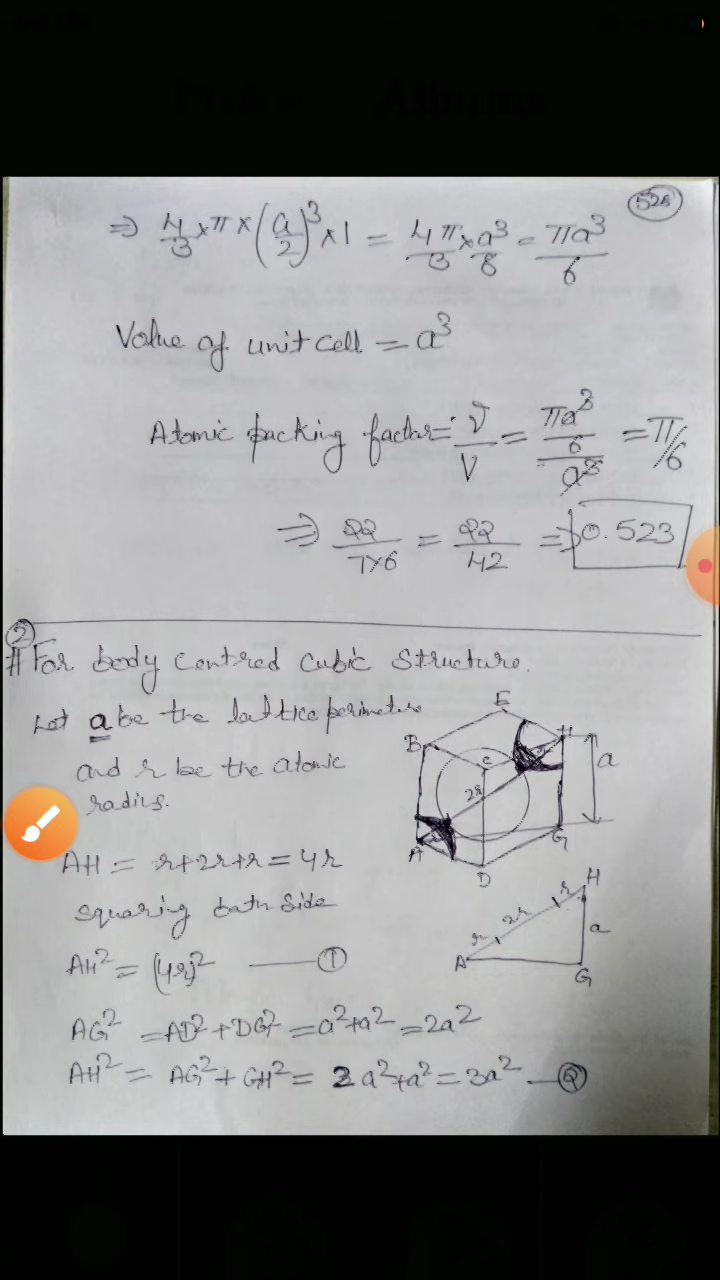 52A
⇒ 4/3 × π × (a/2)³ × 1 = 4π/3 × a³/8 = πa³/6
Value of unit cell = a³
Atomic packing factor = v/V = (πa³/6)/a³ = π/6
⇒ 22/7×6 = 22/42 ⇒ 0.523
②
# For body centred cubic Structure.
Let a be the lattice perimeture
and r be the atomic
radius.
AH = r+2r+r = 4r
squaring both side
AH² = (4r)² —— ①
AG² = AD² + DG² = a²+a² = 2a²
AH² = AG² + GH² = 2a²+a² = 3a² — ②
E
B
H
C
2r
r
a
A
G
D
H
r
2r
r
a
A
G